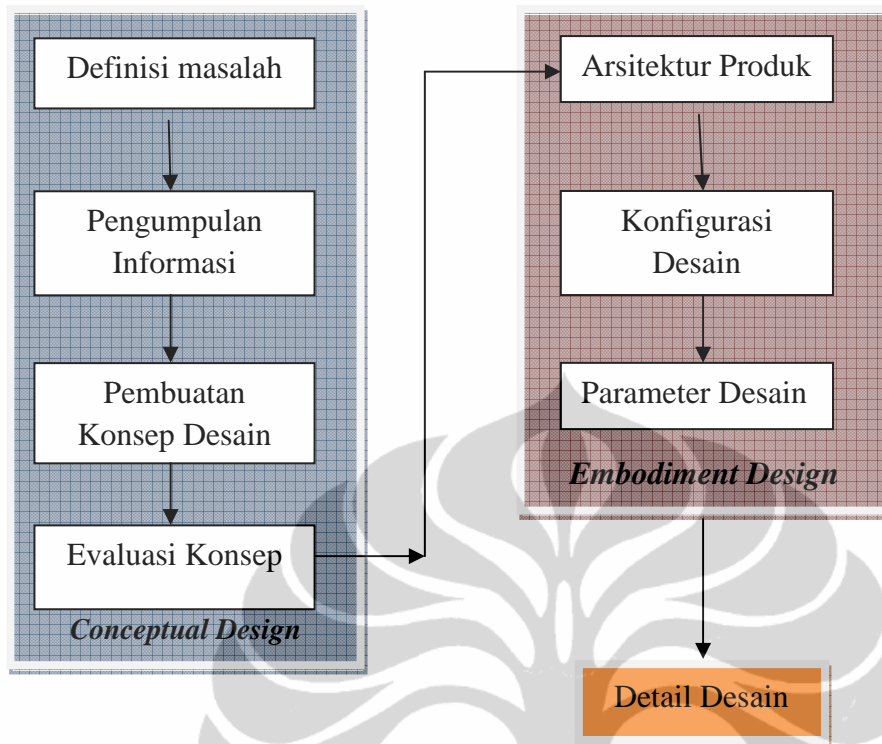 Definisi masalah
Pengumpulan
Informasi
Pembuatan
Konsep Desain
Evaluasi Konsep
Conceptual Design
Arsitektur Produk
Konfigurasi
Desain
Parameter Desain
Embodiment Design
Detail Desain